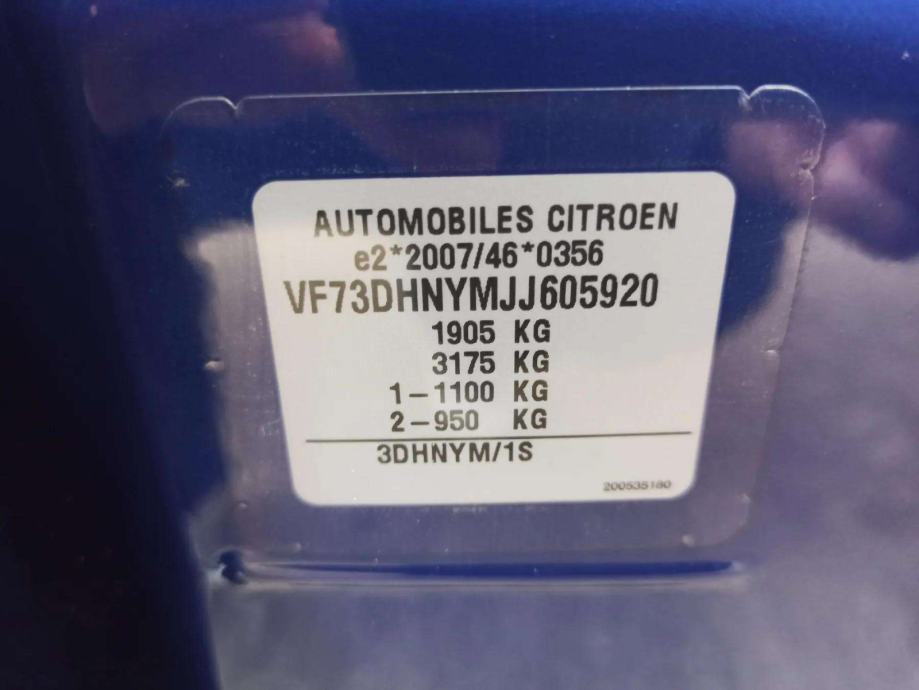 AUTOMOBILES CITROEN
e2*2007/46*0356
VF73DHNYMJJ605920
1905 KG
3175 KG
1-1100 KG
2-950 KG
3DHNYM/1S
200535180